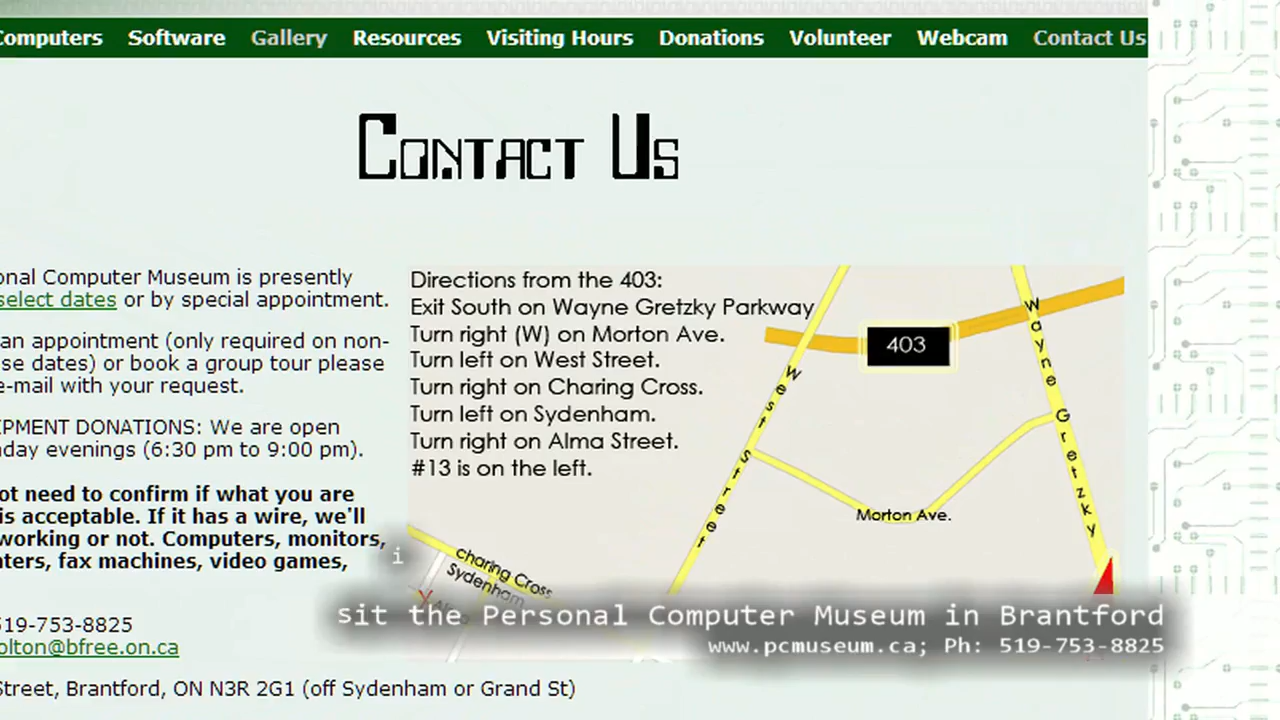 Computers Software Gallery Resources Visiting Hours Donations Volunteer Webcam Contact Us
Contact Us
Computer Museum is presently
select dates or by special appointment.
an appointment (only required on non-
dates) or book a group tour please
e-mail with your request.
DONATIONS: We are open
evenings (6:30 pm to 9:00 pm).
need to confirm if what you are
is acceptable. If it has a wire, we'll
working or not. Computers, monitors,
fax machines, video games,
519-753-8825
olton@bfree.on.ca
Street, Brantford, ON N3R 2G1 (off Sydenham or Grand St)
Directions from the 403:
Exit South on Wayne Gretzky Parkway
Turn right (W) on Morton Ave.
Turn left on West Street.
Turn right on Charing Cross.
Turn left on Sydenham.
Turn right on Alma Street.
#13 is on the left.
403
Wayne Gretzky
West Street
Morton Ave.
charing Cross
Sydenham
i
sit the Personal Computer Museum in Brantford
www.pcmuseum.ca; Ph: 519-753-8825